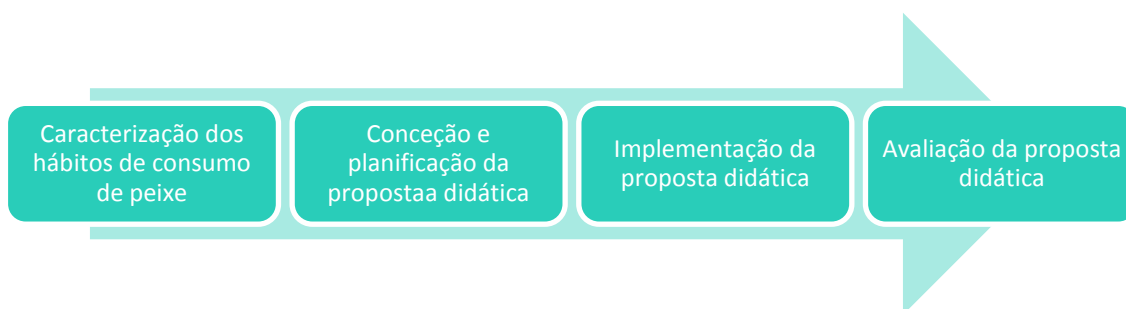 Caracterização dos
hábitos de consumo
de peixe
Conceção e
planificação da
propostaa didática
Implementação da
proposta didática
Avaliação da proposta
didática